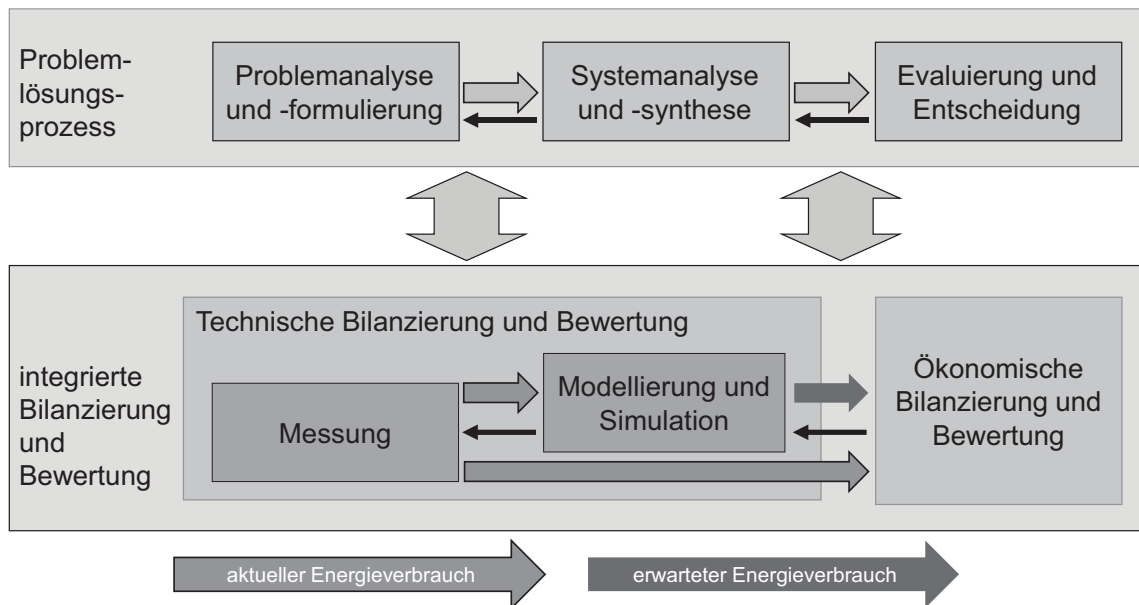 Problem-
lösungs-
prozess
Problemanalyse
und -formulierung
Systemanalyse
und -synthese
Evaluierung und
Entscheidung
integrierte
Bilanzierung
und
Bewertung
Technische Bilanzierung und Bewertung
Messung
Modellierung und
Simulation
Ökonomische
Bilanzierung und
Bewertung
aktueller Energieverbrauch
erwarteter Energieverbrauch